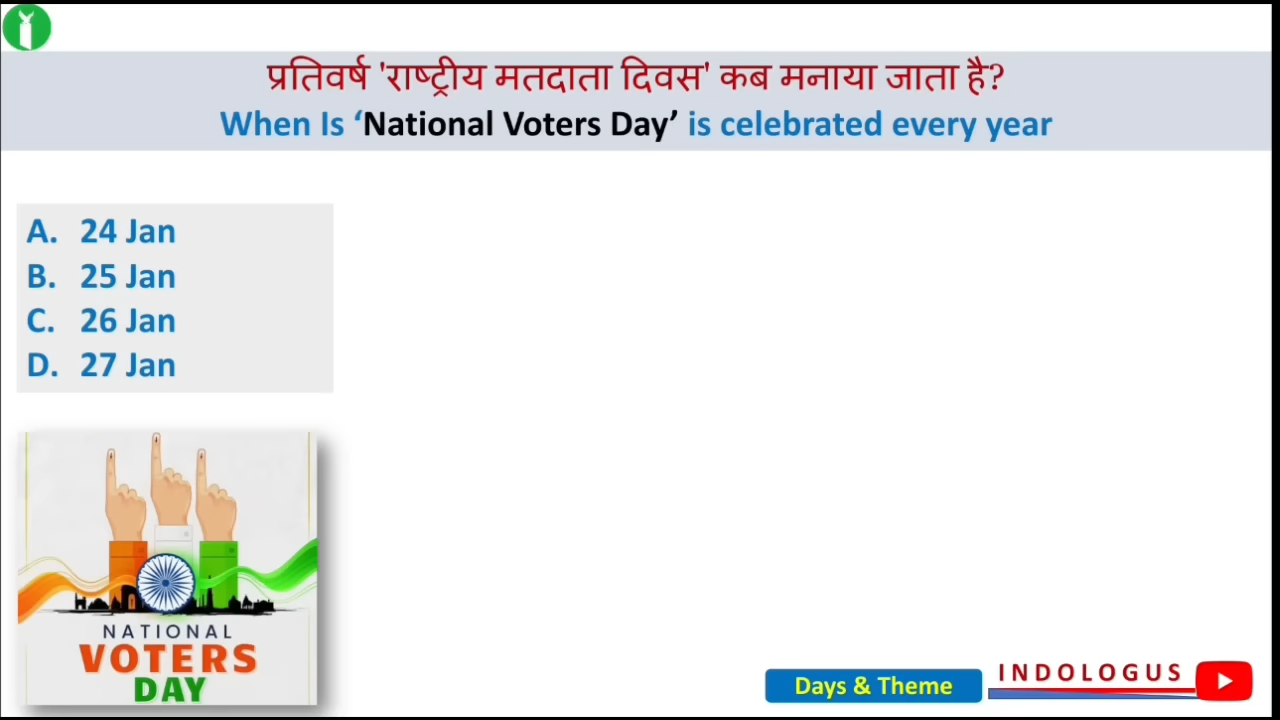 प्रतिवर्ष 'राष्ट्रीय मतदाता दिवस' कब मनाया जाता है?
When Is ‘National Voters Day’ is celebrated every year
A. 24 Jan
B. 25 Jan
C. 26 Jan
D. 27 Jan
NATIONAL
VOTERS
DAY
Days & Theme
INDOLOGUS